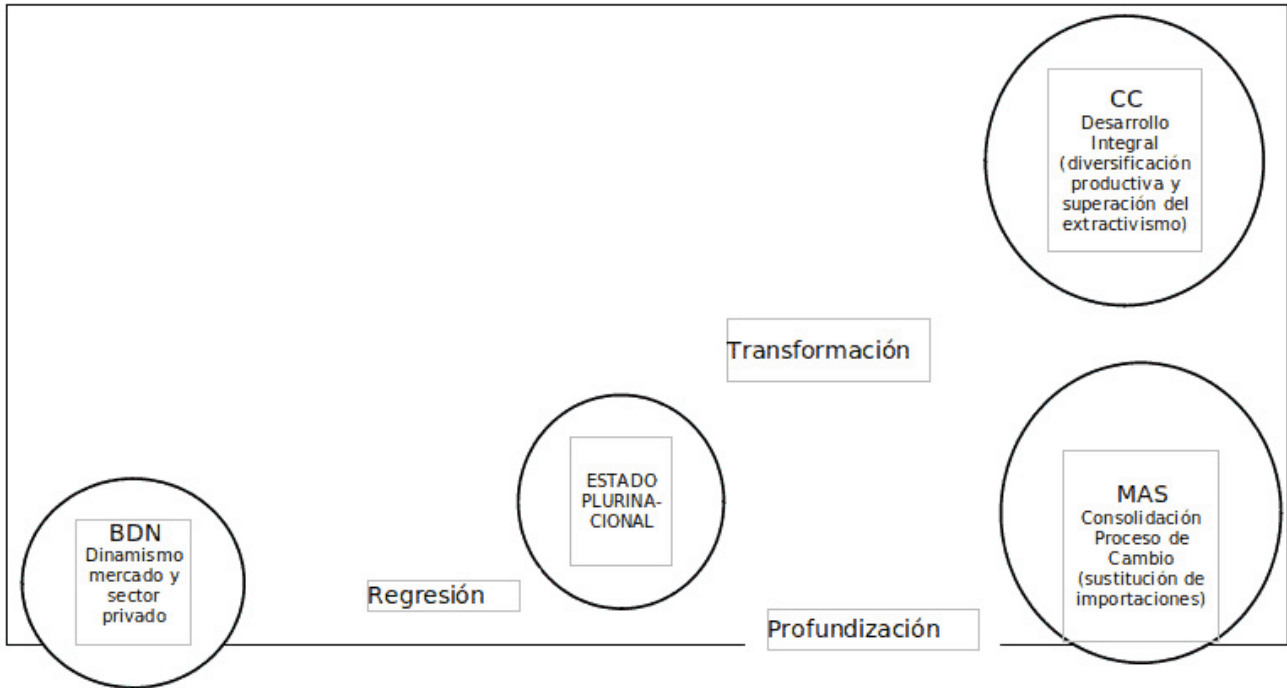 CC
Desarrollo
Integral
(diversificación
productiva y
superación del
extractivismo)
Transformación
ESTADO
PLURINA-
CIONAL
MAS
Consolidación
Proceso de
Cambio
(sustitución de
importaciones)
BDN
Dinamismo
mercado y
sector
privado
Regresión
Profundización